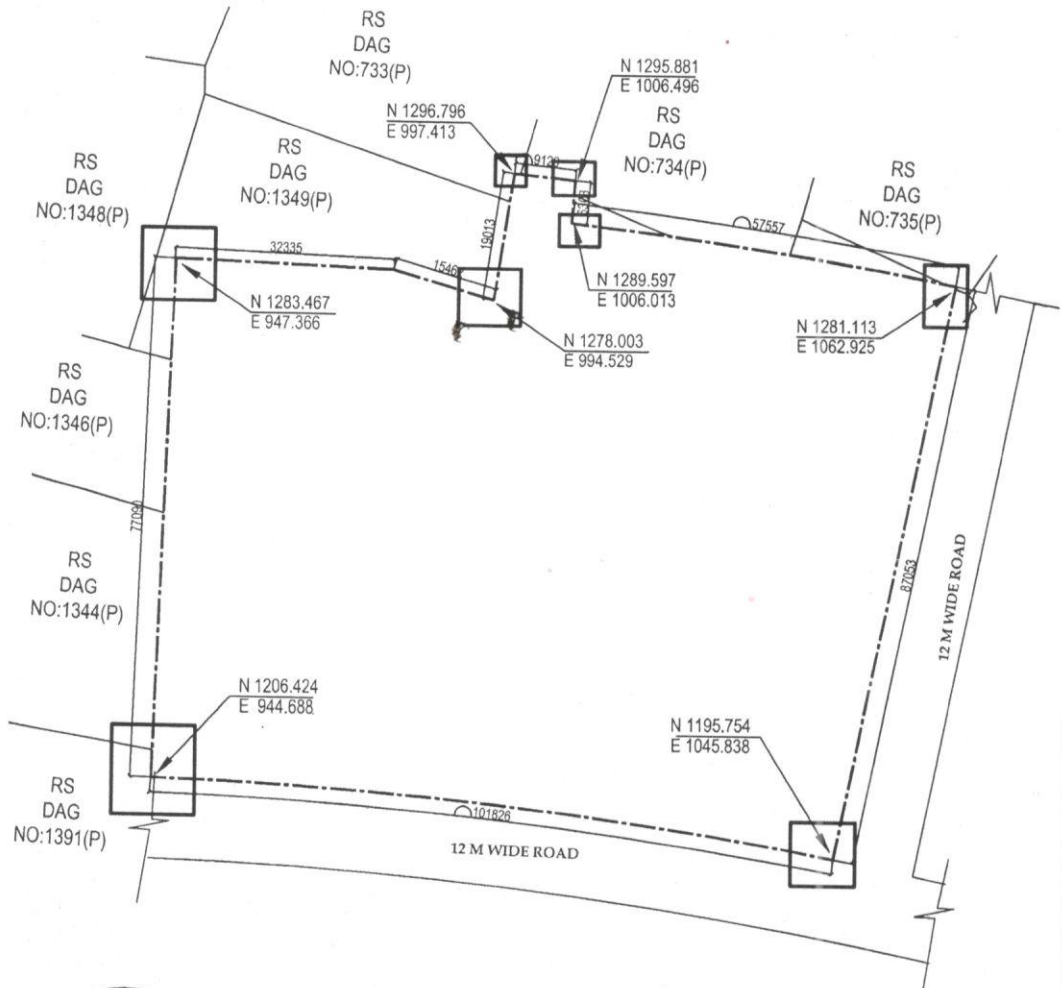 RS
DAG
NO:733(P)
N 1295.881
E 1006.496
N 1296.796
E 997.413
RS
DAG
NO:734(P)
RS
DAG
NO:1349(P)
RS
DAG
NO:1348(P)
RS
DAG
NO:735(P)
57557
32335
19013
N 1289.597
E 1006.013
N 1283.467
E 947.366
N 1281.113
E 1062.925
N 1278.003
E 994.529
RS
DAG
NO:1346(P)
77090
RS
DAG
NO:1344(P)
87053
12 M WIDE ROAD
N 1206.424
E 944.688
N 1195.754
E 1045.838
RS
DAG
NO:1391(P)
101826
12 M WIDE ROAD